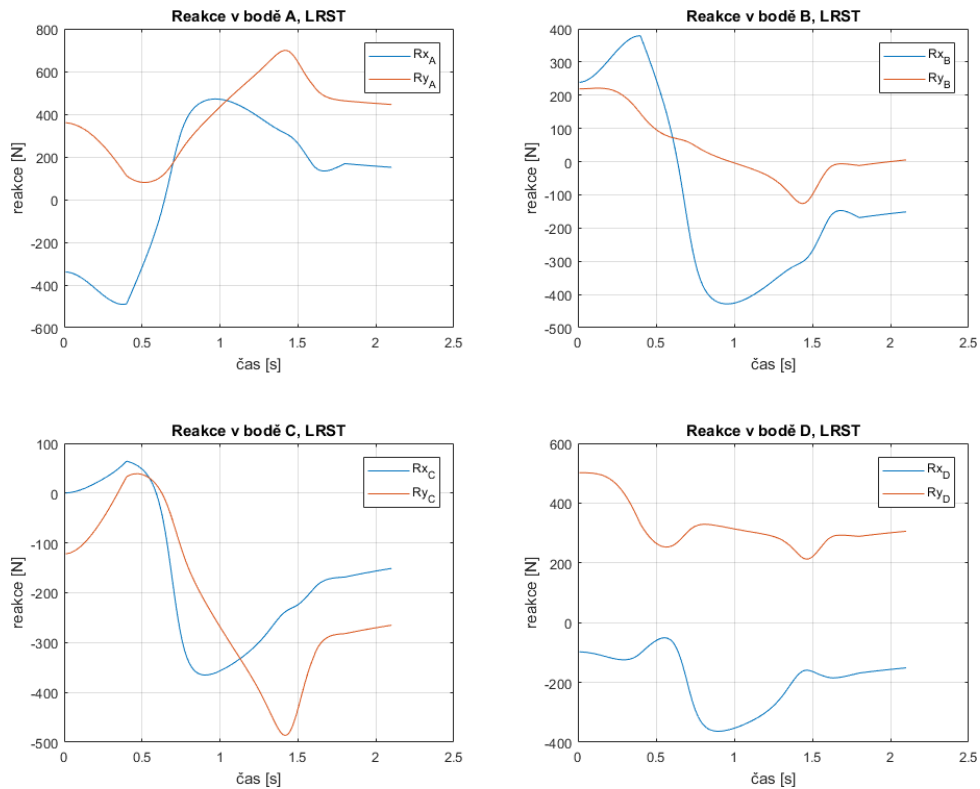 Reakce v bodě A, LRST
800
600
400
200
0
-200
-400
-600
reakce [N]
Rx_A
Ry_A
0 0.5 1 1.5 2 2.5
čas [s]
Reakce v bodě B, LRST
400
300
200
100
0
-100
-200
-300
-400
-500
reakce [N]
Rx_B
Ry_B
0 0.5 1 1.5 2 2.5
čas [s]
Reakce v bodě C, LRST
100
0
-100
-200
-300
-400
-500
reakce [N]
Rx_C
Ry_C
0 0.5 1 1.5 2 2.5
čas [s]
Reakce v bodě D, LRST
600
400
200
0
-200
-400
reakce [N]
Rx_D
Ry_D
0 0.5 1 1.5 2 2.5
čas [s]